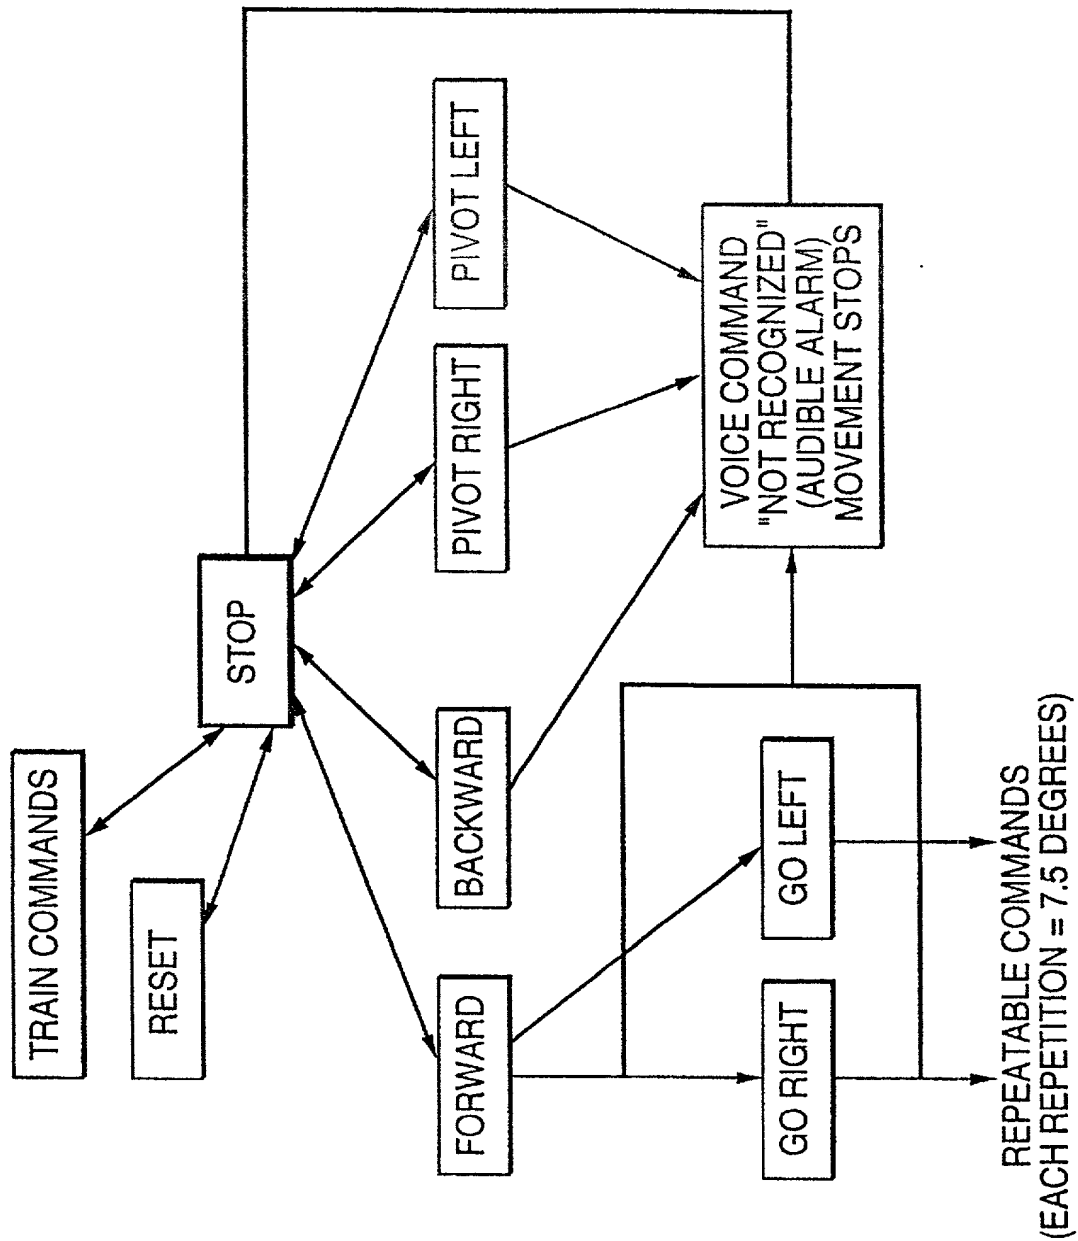 TRAIN COMMANDS
RESET
STOP
FORWARD
BACKWARD
PIVOT RIGHT
PIVOT LEFT
GO RIGHT
GO LEFT
VOICE COMMAND
"NOT RECOGNIZED"
(AUDIBLE ALARM)
MOVEMENT STOPS
REPEATABLE COMMANDS
(EACH REPETITION = 7.5 DEGREES)